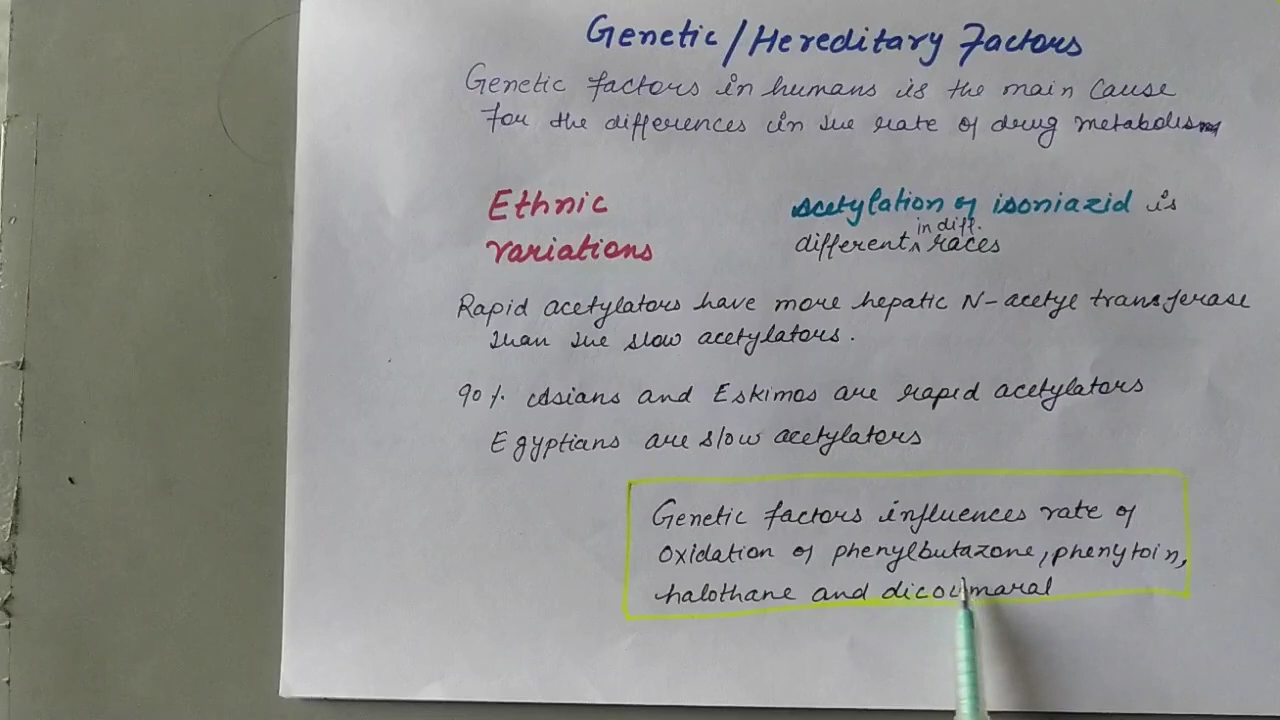 Genetic/Hereditary Factors
Genetic factors in humans is the main cause
for the differences in the rate of drug metabolism
Ethnic
variations
acetylation of isoniazid is
in diff.
different ^ races
Rapid acetylators have more hepatic N-acetyl transferase
than the slow acetylators.
90% Asians and Eskimos are rapid acetylators
Egyptians are slow acetylators
Genetic factors influences rate of
oxidation of phenylbutazone, phenytoin,
halothane and dicoumaral